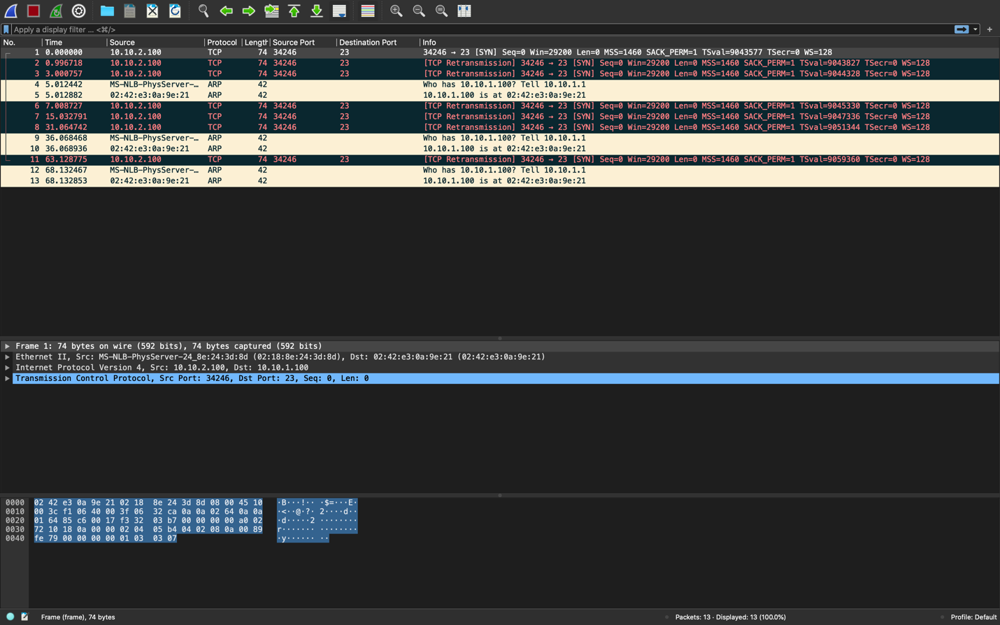 Apply a display filter … <⌘/>
No. Time Source Protocol Length Source Port Destination Port Info
1 0.000000 10.10.2.100 TCP 74 34246 23 34246 → 23 [SYN] Seq=0 Win=29200 Len=0 MSS=1460 SACK_PERM=1 TSval=9043577 TSecr=0 WS=128
2 0.996718 10.10.2.100 TCP 74 34246 23 [TCP Retransmission] 34246 → 23 [SYN] Seq=0 Win=29200 Len=0 MSS=1460 SACK_PERM=1 TSval=9043827 TSecr=0 WS=128
3 3.000757 10.10.2.100 TCP 74 34246 23 [TCP Retransmission] 34246 → 23 [SYN] Seq=0 Win=29200 Len=0 MSS=1460 SACK_PERM=1 TSval=9044328 TSecr=0 WS=128
4 5.012442 MS-NLB-PhysServer-… ARP 42 Who has 10.10.1.100? Tell 10.10.1.1
5 5.012882 02:42:e3:0a:9e:21 ARP 42 10.10.1.100 is at 02:42:e3:0a:9e:21
6 7.008727 10.10.2.100 TCP 74 34246 23 [TCP Retransmission] 34246 → 23 [SYN] Seq=0 Win=29200 Len=0 MSS=1460 SACK_PERM=1 TSval=9045330 TSecr=0 WS=128
7 15.032791 10.10.2.100 TCP 74 34246 23 [TCP Retransmission] 34246 → 23 [SYN] Seq=0 Win=29200 Len=0 MSS=1460 SACK_PERM=1 TSval=9047336 TSecr=0 WS=128
8 31.064742 10.10.2.100 TCP 74 34246 23 [TCP Retransmission] 34246 → 23 [SYN] Seq=0 Win=29200 Len=0 MSS=1460 SACK_PERM=1 TSval=9051344 TSecr=0 WS=128
9 36.068468 MS-NLB-PhysServer-… ARP 42 Who has 10.10.1.100? Tell 10.10.1.1
10 36.068936 02:42:e3:0a:9e:21 ARP 42 10.10.1.100 is at 02:42:e3:0a:9e:21
11 63.128775 10.10.2.100 TCP 74 34246 23 [TCP Retransmission] 34246 → 23 [SYN] Seq=0 Win=29200 Len=0 MSS=1460 SACK_PERM=1 TSval=9059360 TSecr=0 WS=128
12 68.132467 MS-NLB-PhysServer-… ARP 42 Who has 10.10.1.100? Tell 10.10.1.1
13 68.132853 02:42:e3:0a:9e:21 ARP 42 10.10.1.100 is at 02:42:e3:0a:9e:21
Frame 1: 74 bytes on wire (592 bits), 74 bytes captured (592 bits)
Ethernet II, Src: MS-NLB-PhysServer-24_8e:24:3d:8d (02:18:8e:24:3d:8d), Dst: 02:42:e3:0a:9e:21 (02:42:e3:0a:9e:21)
Internet Protocol Version 4, Src: 10.10.2.100, Dst: 10.10.1.100
Transmission Control Protocol, Src Port: 34246, Dst Port: 23, Seq: 0, Len: 0
0000 02 42 e3 0a 9e 21 02 18 8e 24 3d 8d 08 00 45 10 ·B···!·· ·$=···E·
0010 00 3c f1 06 40 00 3f 06 32 ca 0a 0a 02 64 0a 0a ·<··@·?· 2····d··
0020 01 64 85 c6 00 17 f3 32 03 b7 00 00 00 00 a0 02 ·d·····2 ········
0030 72 10 18 0a 00 00 02 04 05 b4 04 02 08 0a 00 89 r······· ········
0040 fe 79 00 00 00 00 01 03 03 07 ·y······ ··
Frame (frame), 74 bytes Packets: 13 · Displayed: 13 (100.0%) Profile: Default